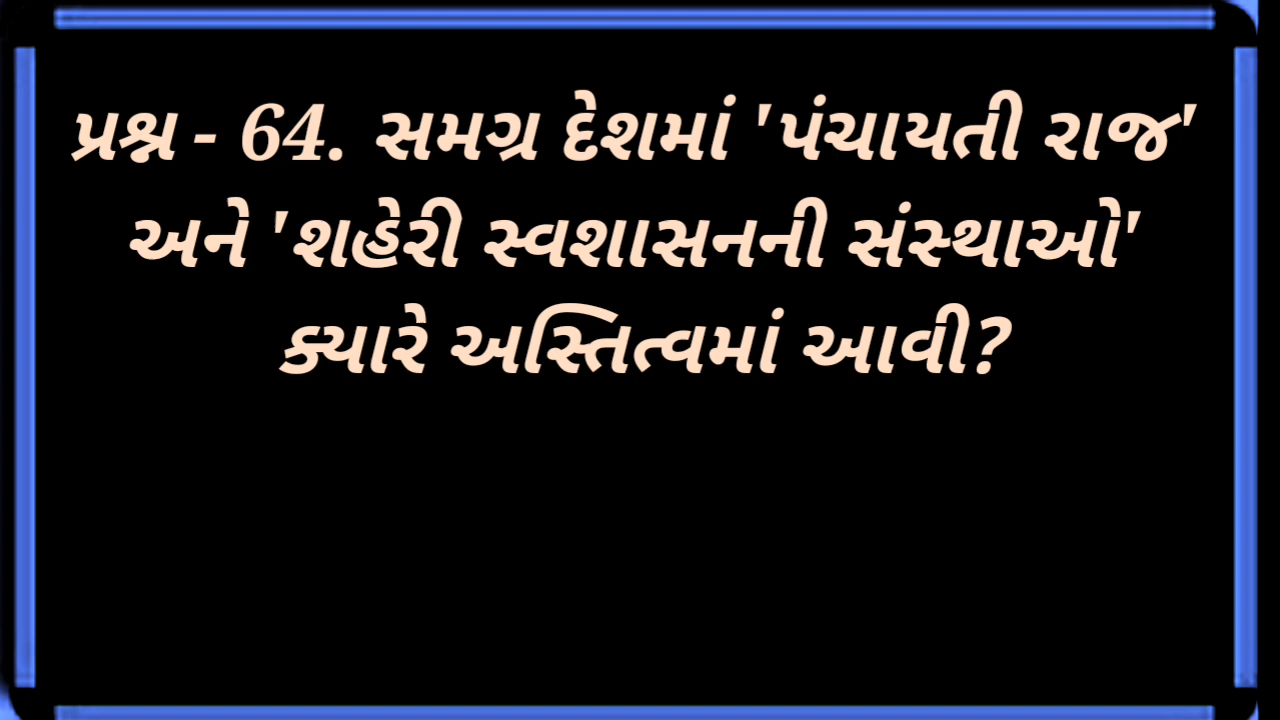 પ્રશ્ન - 64. સમગ્ર દેશમાં 'પંચાયતી રાજ'
અને 'શહેરી સ્વશાસનની સંસ્થાઓ'
ક્યારે અસ્તિત્વમાં આવી?